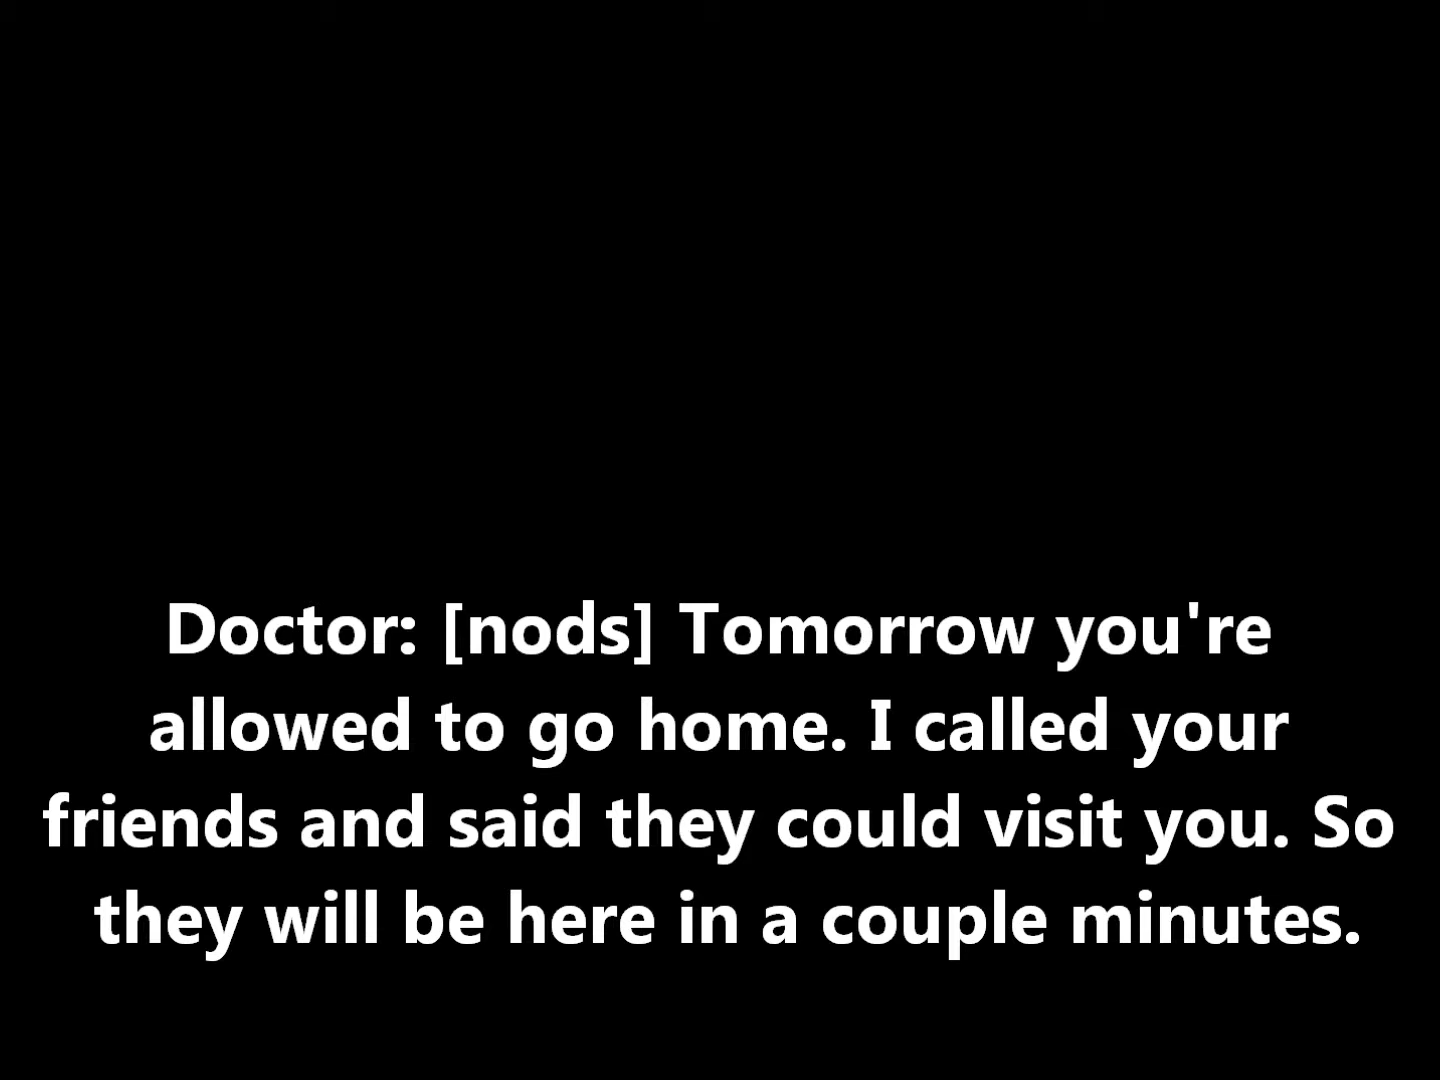 Doctor: [nods] Tomorrow you're
allowed to go home. I called your
friends and said they could visit you. So
they will be here in a couple minutes.